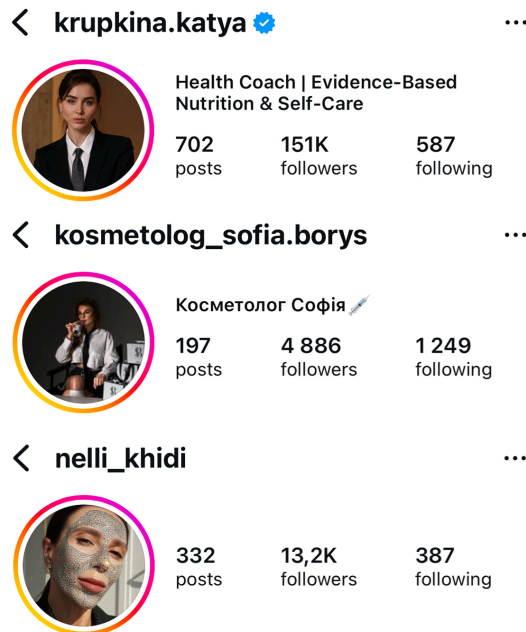 krupkina.katya
Health Coach | Evidence-Based
Nutrition & Self-Care
702 151K 587
posts followers following
kosmetolog_sofia.borys
Косметолог Софія
197 4 886 1 249
posts followers following
nelli_khidi
332 13,2K 387
posts followers following